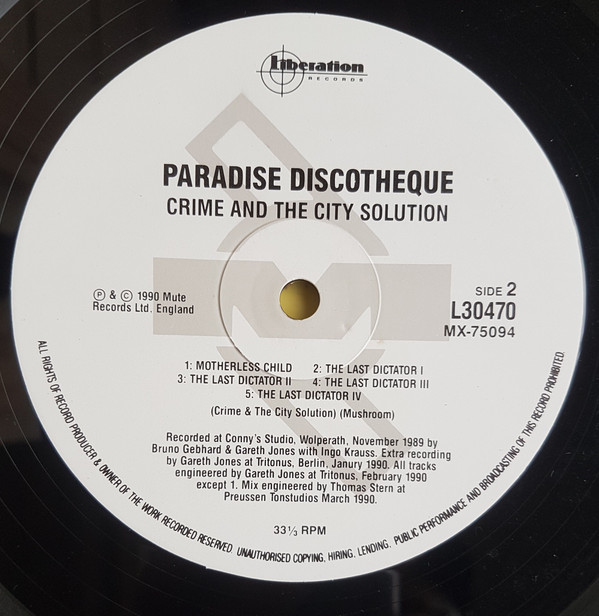 Liberation
RECORDS
PARADISE DISCOTHEQUE
CRIME AND THE CITY SOLUTION
℗ & © 1990 Mute
Records Ltd. England
SIDE 2
L30470
MX-75094
1: MOTHERLESS CHILD 2: THE LAST DICTATOR I
3: THE LAST DICTATOR II 4: THE LAST DICTATOR III
5: THE LAST DICTATOR IV
(Crime & The City Solution) (Mushroom)
Recorded at Conny's Studio, Wolperath, November 1989 by
Bruno Gebhard & Gareth Jones with Ingo Krauss. Extra recording
by Gareth Jones at Tritonus, Berlin, Janury 1990. All tracks
engineered by Gareth Jones at Tritonus, February 1990
except 1. Mix engineered by Thomas Stern at
Preussen Tonstudios March 1990.
33⅓ RPM
ALL RIGHTS OF RECORD PRODUCER & OWNER OF THE WORK RECORDED RESERVED. UNAUTHORISED COPYING, HIRING, LENDING, PUBLIC PERFORMANCE AND BROADCASTING OF THIS RECORD PROHIBITED.